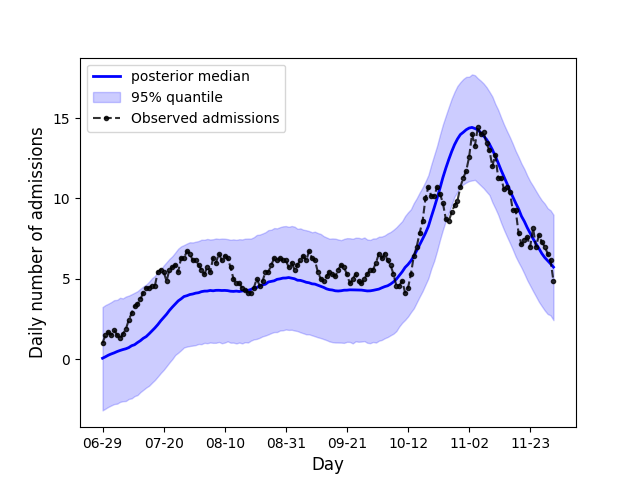 posterior median
95% quantile
Observed admissions
Daily number of admissions
15
10
5
0
06-29 07-20 08-10 08-31 09-21 10-12 11-02 11-23
Day